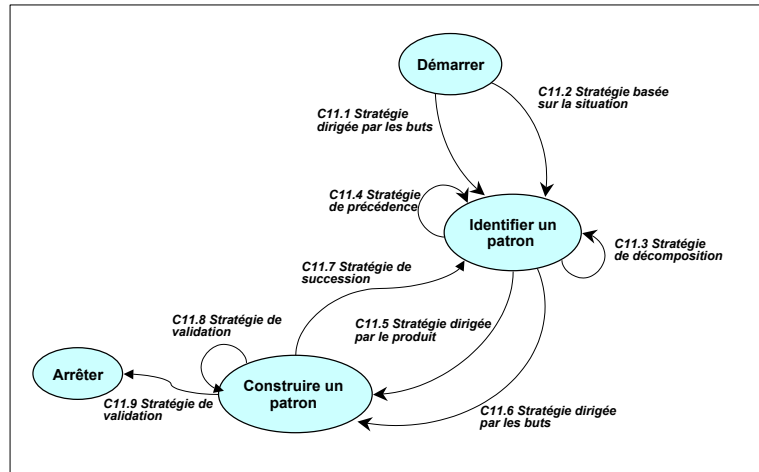 Démarrer
C11.1 Stratégie
dirigée par les buts
C11.2 Stratégie basée
sur la situation
C11.4 Stratégie
de précédence
Identifier un
patron
C11.3 Stratégie
de décomposition
C11.7 Stratégie de
succession
C11.8 Stratégie de
validation
C11.5 Stratégie dirigée
par le produit
Arrêter
Construire un
patron
C11.9 Stratégie de
validation
C11.6 Stratégie dirigée
par les buts